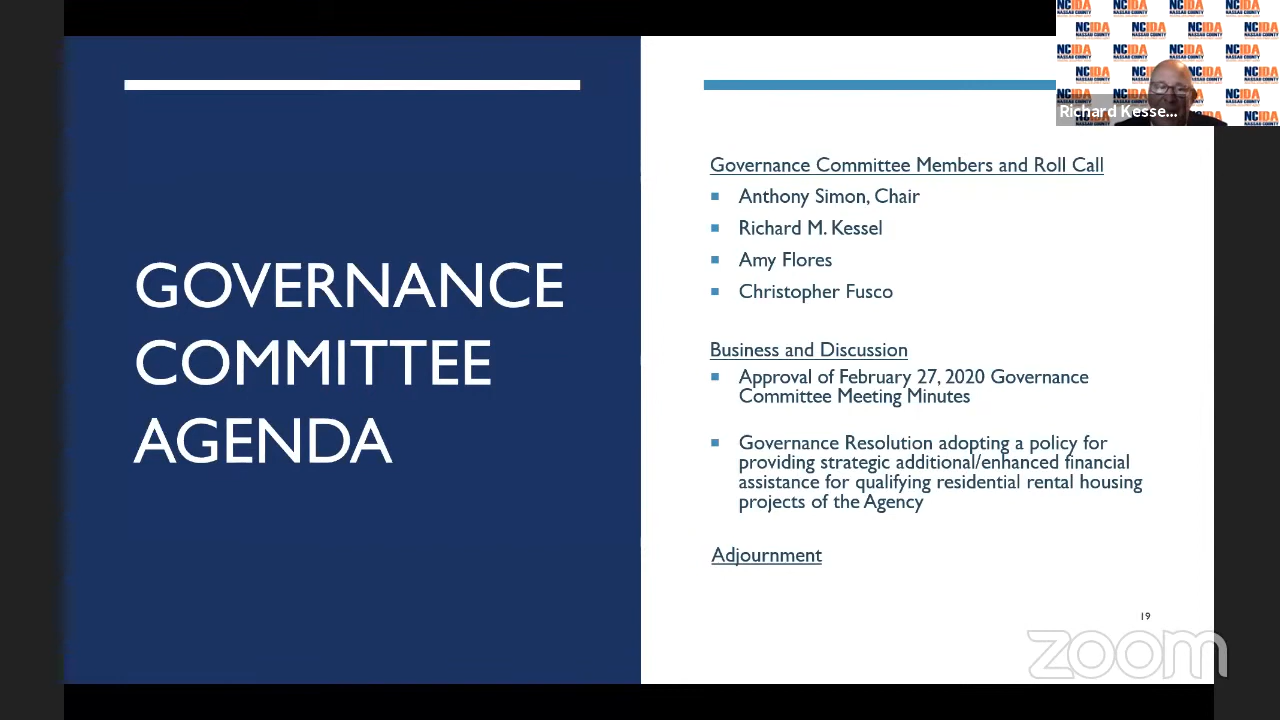 NCIDA
NASSAU COUNTY
Richard Kesse...
GOVERNANCE
COMMITTEE
AGENDA
Governance Committee Members and Roll Call
Anthony Simon, Chair
Richard M. Kessel
Amy Flores
Christopher Fusco
Business and Discussion
Approval of February 27, 2020 Governance
Committee Meeting Minutes
Governance Resolution adopting a policy for
providing strategic additional/enhanced financial
assistance for qualifying residential rental housing
projects of the Agency
Adjournment
19
zoom